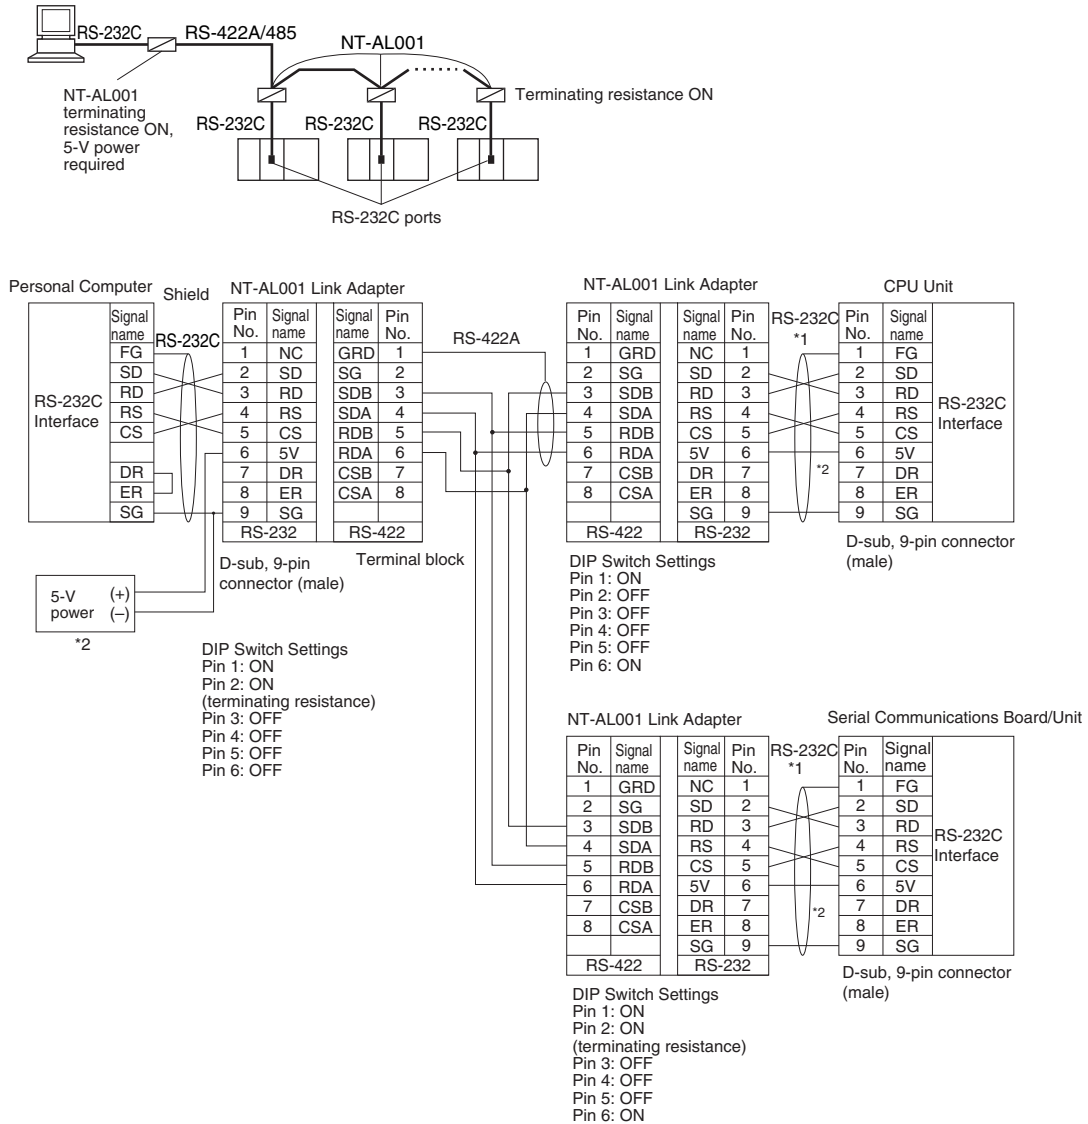 RS-232C RS-422A/485
NT-AL001
NT-AL001
terminating
resistance ON,
5-V power
required
Terminating resistance ON
RS-232C RS-232C RS-232C
RS-232C ports
Personal Computer
Shield
NT-AL001 Link Adapter
RS-232C
Interface
Signal
name
FG
SD
RD
RS
CS
DR
ER
SG
RS-232C
Pin No. Signal name
1 NC
2 SD
3 RD
4 RS
5 CS
6 5V
7 DR
8 ER
9 SG
RS-232
Signal name Pin No.
GRD 1
SG 2
SDB 3
SDA 4
RDB 5
RDA 6
CSB 7
CSA 8
RS-422
D-sub, 9-pin
connector (male)
Terminal block
5-V
power
(+)
(–)
*2
DIP Switch Settings
Pin 1: ON
Pin 2: ON
(terminating resistance)
Pin 3: OFF
Pin 4: OFF
Pin 5: OFF
Pin 6: OFF
RS-422A
NT-AL001 Link Adapter
Pin No. Signal name
1 GRD
2 SG
3 SDB
4 SDA
5 RDB
6 RDA
7 CSB
8 CSA
RS-422
Signal name Pin No.
NC 1
SD 2
RD 3
RS 4
CS 5
5V 6
DR 7
ER 8
SG 9
RS-232
RS-232C
*1
*2
CPU Unit
Pin No. Signal name
1 FG
2 SD
3 RD
4 RS
5 CS
6 5V
7 DR
8 ER
9 SG
RS-232C
Interface
D-sub, 9-pin connector
(male)
DIP Switch Settings
Pin 1: ON
Pin 2: OFF
Pin 3: OFF
Pin 4: OFF
Pin 5: OFF
Pin 6: ON
NT-AL001 Link Adapter
Pin No. Signal name
1 GRD
2 SG
3 SDB
4 SDA
5 RDB
6 RDA
7 CSB
8 CSA
RS-422
Signal name Pin No.
NC 1
SD 2
RD 3
RS 4
CS 5
5V 6
DR 7
ER 8
SG 9
RS-232
RS-232C
*1
*2
Serial Communications Board/Unit
Pin No. Signal name
1 FG
2 SD
3 RD
4 RS
5 CS
6 5V
7 DR
8 ER
9 SG
RS-232C
Interface
D-sub, 9-pin connector
(male)
DIP Switch Settings
Pin 1: ON
Pin 2: ON
(terminating resistance)
Pin 3: OFF
Pin 4: OFF
Pin 5: OFF
Pin 6: ON